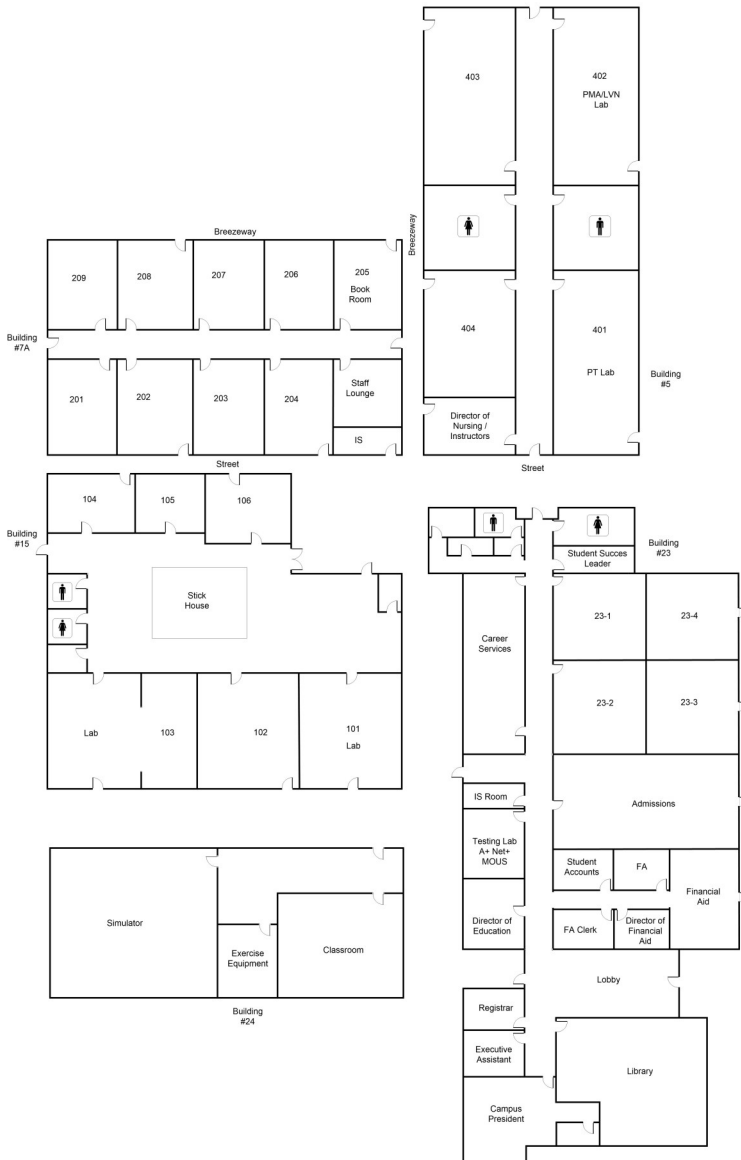 403
402
PMA/LVN
Lab
Breezeway
Breezeway
209
208
207
206
205
Book
Room
404
401
PT Lab
Building
#7A
Building
#5
201
202
203
204
Staff
Lounge
IS
Director of
Nursing /
Instructors
Street
Street
104
105
106
Building
#15
Building
#23
Student Succes
Leader
Stick
House
Career
Services
23-1
23-4
23-2
23-3
Lab
103
102
101
Lab
IS Room
Admissions
Testing Lab
A+ Net+
MOUS
Student
Accounts
FA
Financial
Aid
Director of
Education
FA Clerk
Director of
Financial
Aid
Simulator
Exercise
Equipment
Classroom
Building
#24
Lobby
Registrar
Executive
Assistant
Library
Campus
President